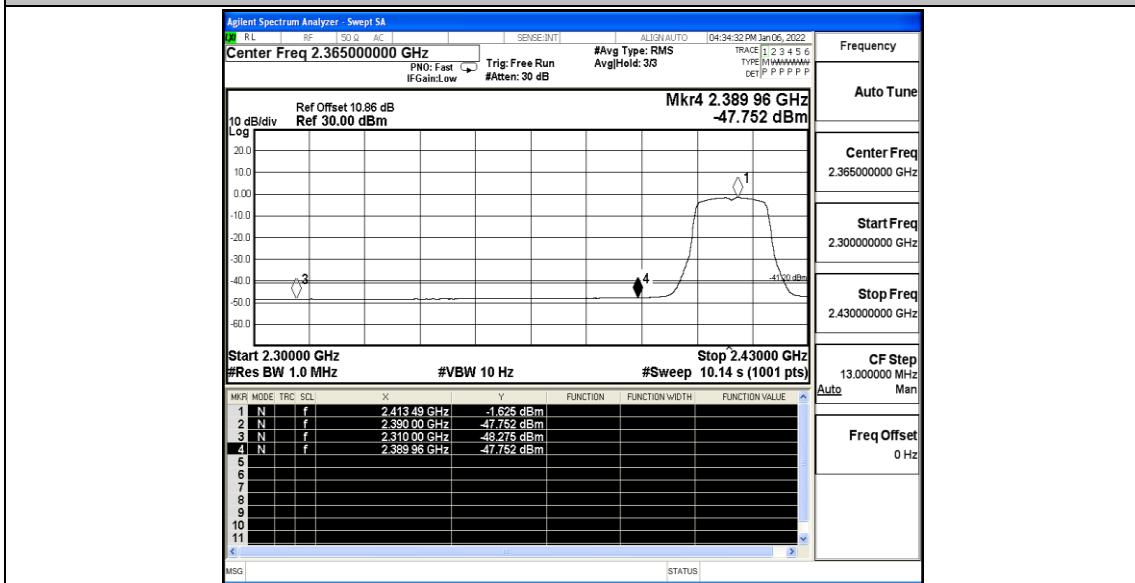 Agilent Spectrum Analyzer - Swept SA
LXI RL RF 50 Ω AC SENSE:INT ALIGN AUTO 04:34:32 PM Jan 06, 2022
Center Freq 2.365000000 GHz
PNO: Fast
IFGain:Low
Trig: Free Run
#Atten: 30 dB
#Avg Type: RMS
Avg|Hold: 3/3
TRACE 1 2 3 4 5 6
TYPE M WWWWW
DET P P P P P P
Frequency
Auto Tune
Center Freq
2.365000000 GHz
Start Freq
2.300000000 GHz
Stop Freq
2.430000000 GHz
CF Step
13.000000 MHz
Auto Man
Freq Offset
0 Hz
Ref Offset 10.86 dB
10 dB/div Ref 30.00 dBm
Log
Mkr4 2.389 96 GHz
-47.752 dBm
20.0
10.0
0.00
-10.0
-20.0
-30.0
-40.0
-50.0
-60.0
1
3
4
-41.20 dBm
Start 2.30000 GHz Stop 2.43000 GHz
#Res BW 1.0 MHz #VBW 10 Hz #Sweep 10.14 s (1001 pts)
MKR MODE TRC SCL X Y FUNCTION FUNCTION WIDTH FUNCTION VALUE
1 N f 2.413 49 GHz -1.625 dBm
2 N f 2.390 00 GHz -47.752 dBm
3 N f 2.310 00 GHz -48.275 dBm
4 N f 2.389 96 GHz -47.752 dBm
5
6
7
8
9
10
11
MSG STATUS